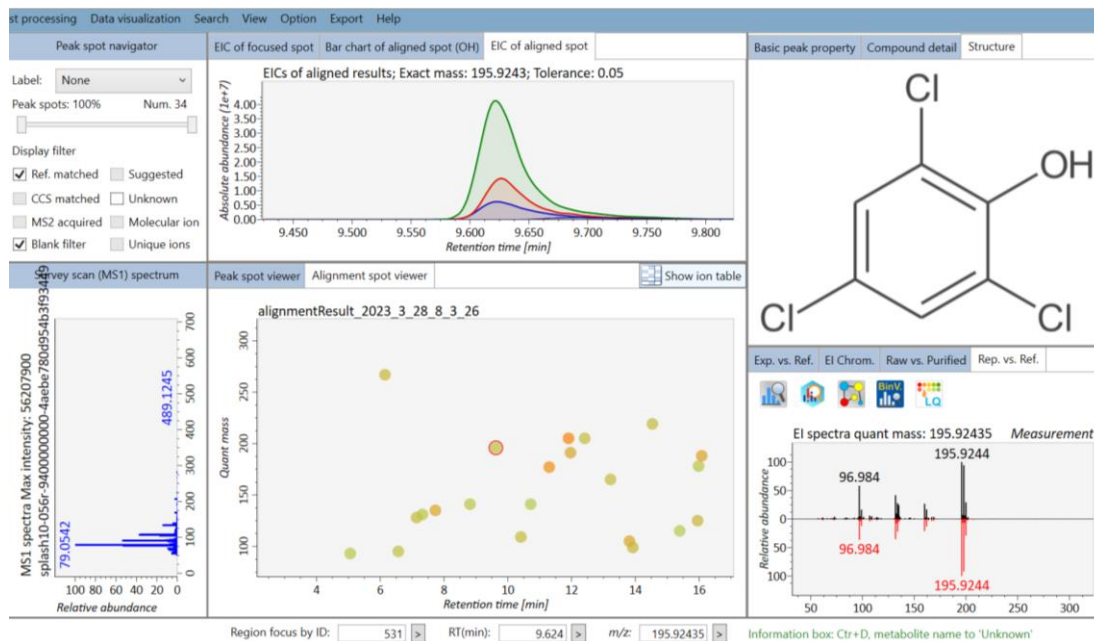 st processing Data visualization Search View Option Export Help
Peak spot navigator
Label: None
Peak spots: 100% Num. 34
Display filter
Ref. matched Suggested
CCS matched Unknown
MS2 acquired Molecular ion
Blank filter Unique ions
EIC of focused spot Bar chart of aligned spot (OH) EIC of aligned spot
EICs of aligned results; Exact mass: 195.9243; Tolerance: 0.05
Absolute abundance (1e+7)
4.00
3.50
3.00
2.50
2.00
1.50
1.00
0.50
0.00
9.450 9.500 9.550 9.600 9.650 9.700 9.750 9.800
Retention time [min]
Basic peak property Compound detail Structure
Cl
OH
Cl
Cl
Survey scan (MS1) spectrum
MS1 spectra Max intensity: 56207900
splash10-056r-9400000000-4aebe780d954b3f93449
700
600
500
400
300
200
100
0
489.1245
79.0542
100 80 60 40 20 0
Relative abundance
Peak spot viewer Alignment spot viewer Show ion table
alignmentResult_2023_3_28_8_3_26
Quant mass
300
250
200
150
100
4 6 8 10 12 14 16
Retention time [min]
Exp. vs. Ref. EI Chrom. Raw vs. Purified Rep. vs. Ref.
BinV.
LQ
EI spectra quant mass: 195.92435 Measurement
Relative abundance
100
50
0
50
100
96.984
195.9244
96.984
195.9244
50 100 150 200 250 300
Region focus by ID: 531 > RT(min): 9.624 > m/z: 195.92435 > Information box: Ctr+D, metabolite name to 'Unknown'